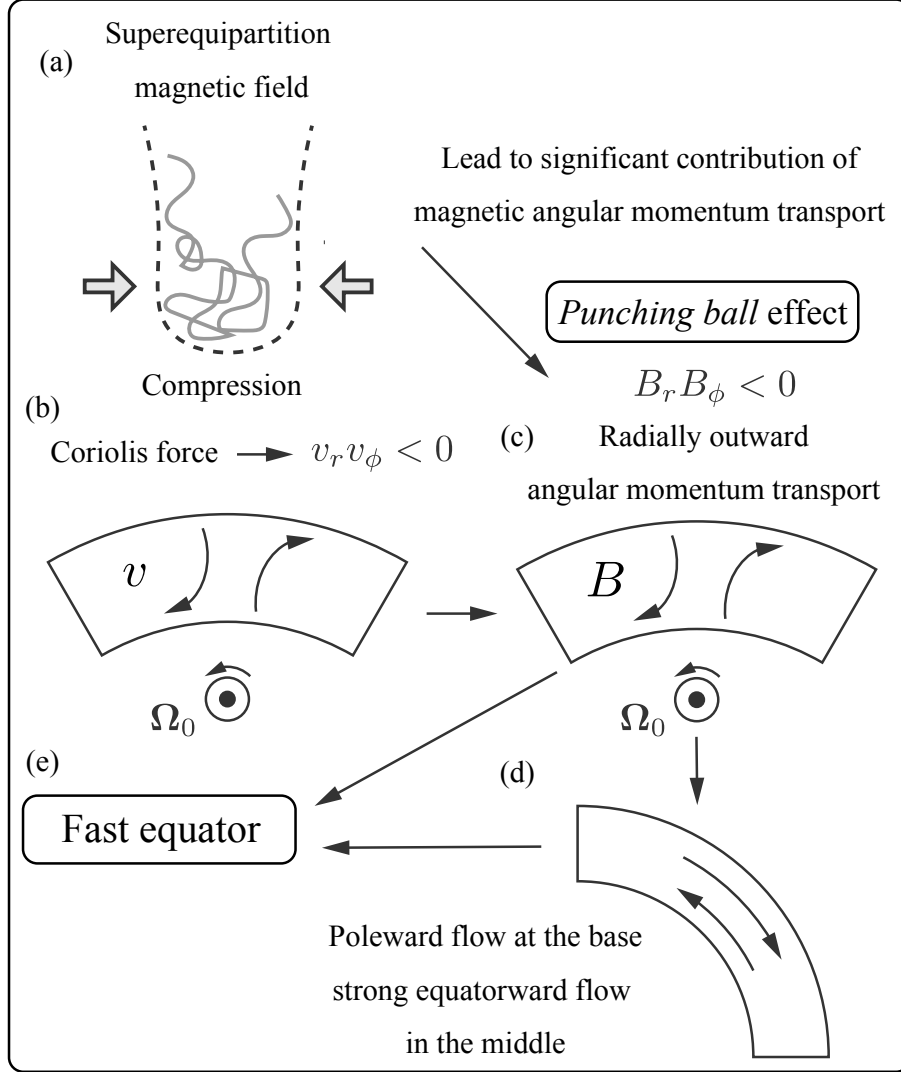 (a)
Superequipartition
magnetic field
Compression
Lead to significant contribution of
magnetic angular momentum transport
Punching ball effect
B_r B_ϕ < 0
(b)
Coriolis force
v_r v_ϕ < 0
(c)
Radially outward
angular momentum transport
v
Ω_0
B
Ω_0
(e)
Fast equator
(d)
Poleward flow at the base
strong equatorward flow
in the middle